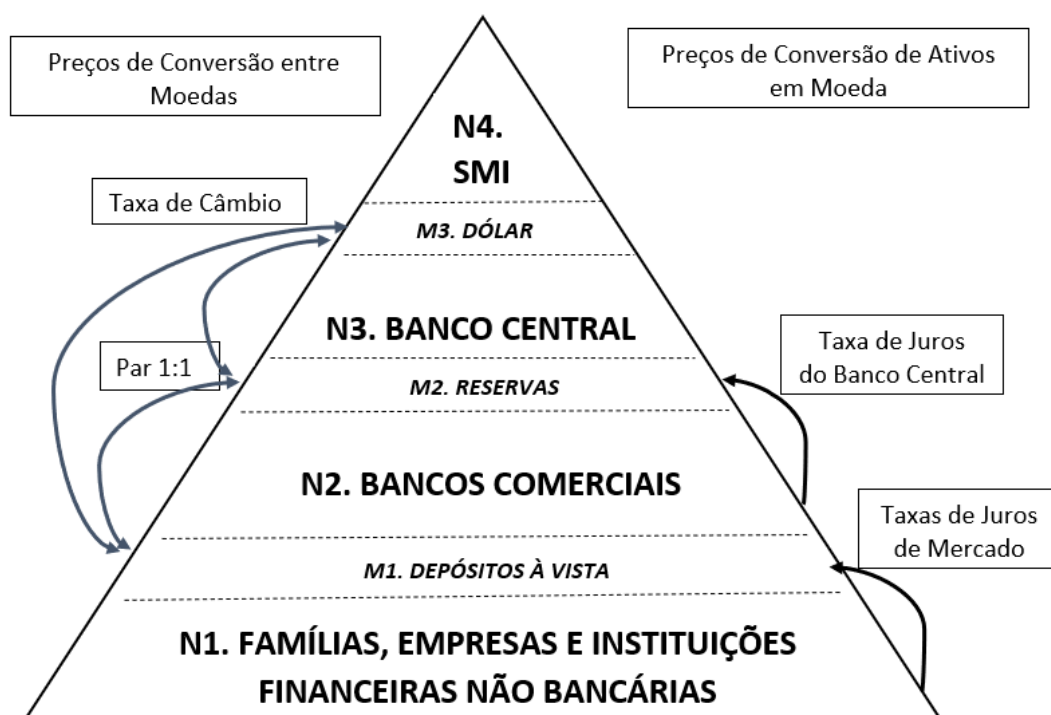 Preços de Conversão entre
Moedas
Preços de Conversão de Ativos
em Moeda
N4.
SMI
Taxa de Câmbio
M3. DÓLAR
N3. BANCO CENTRAL
Taxa de Juros
do Banco Central
Par 1:1
M2. RESERVAS
N2. BANCOS COMERCIAIS
Taxas de Juros
de Mercado
M1. DEPÓSITOS À VISTA
N1. FAMÍLIAS, EMPRESAS E INSTITUIÇÕES
FINANCEIRAS NÃO BANCÁRIAS